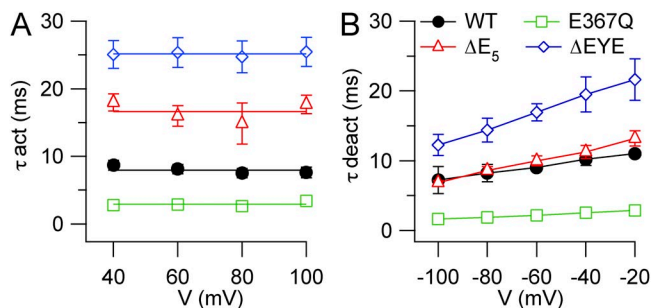 A
B
WT
E367Q
ΔE5
ΔEYE
τ act (ms)
30
20
10
0
40 60 80 100
V (mV)
τ deact (ms)
30
20
10
0
-100 -80 -60 -40 -20
V (mV)